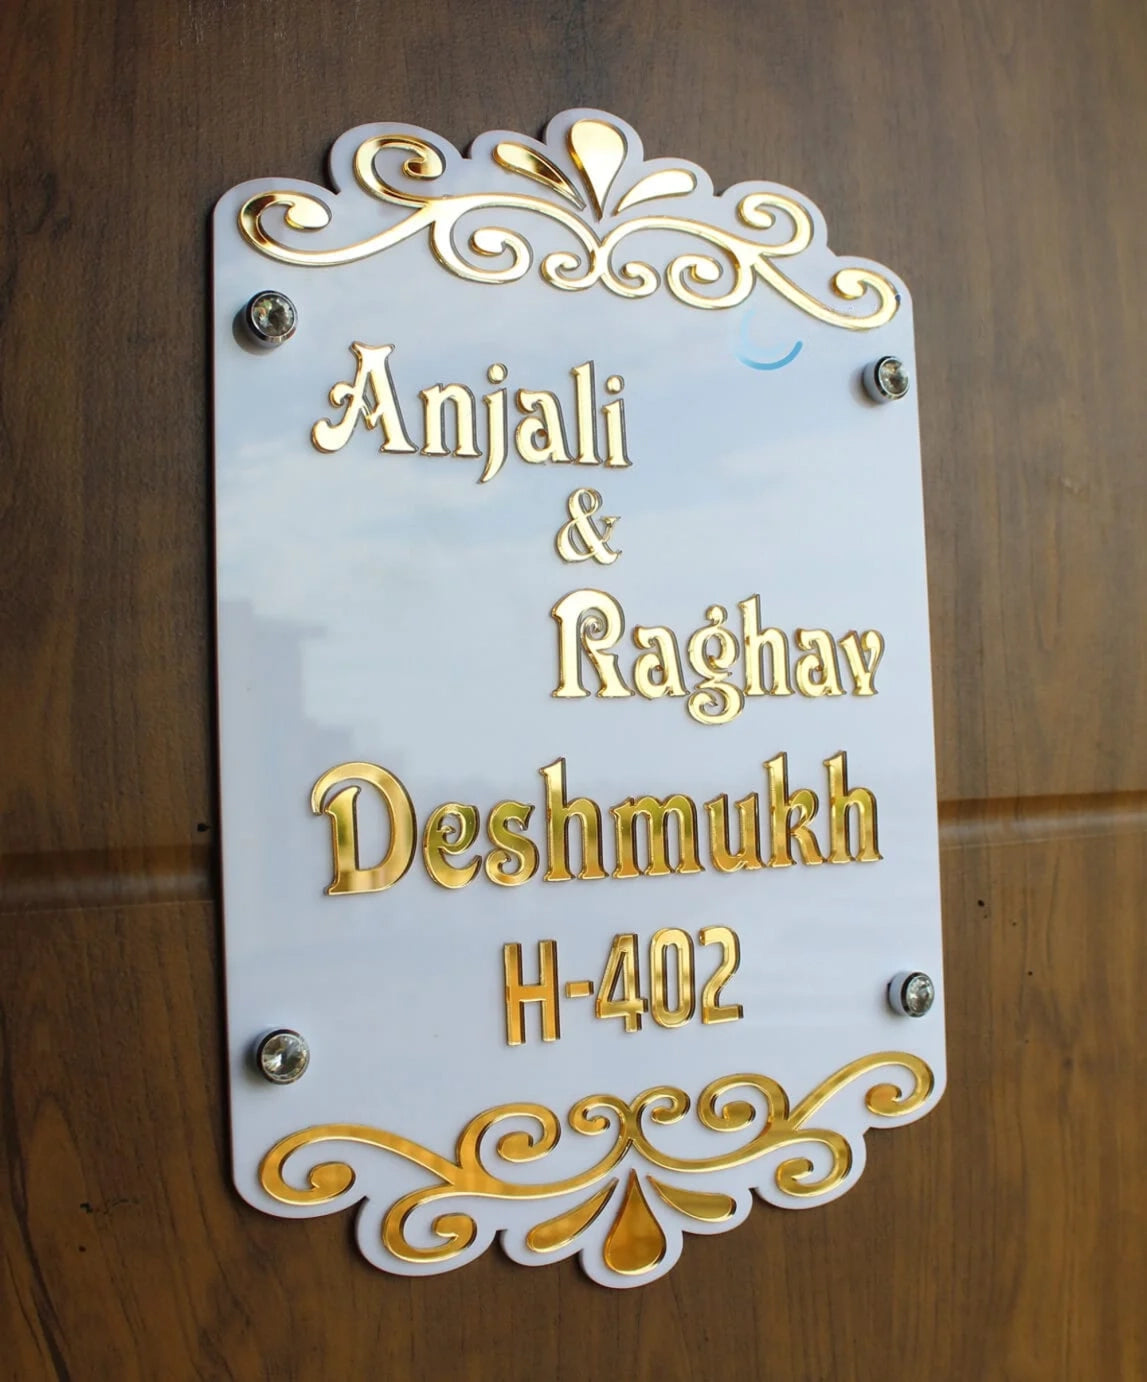 Anjali
&
Raghav
Deshmukh
H-402